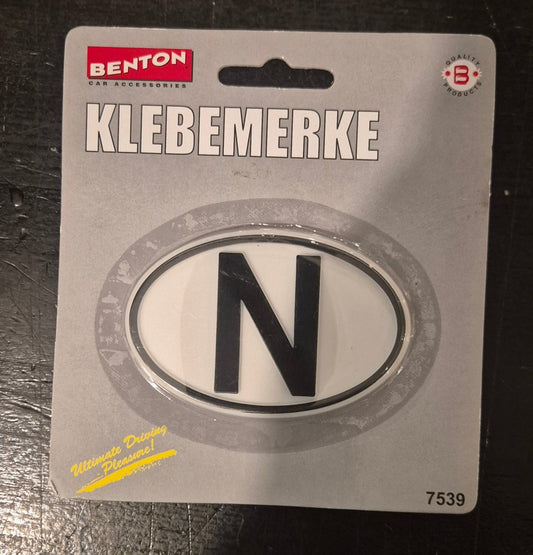 BENTON
CAR ACCESSORIES
QUALITY
B
PRODUCTS
KLEBEMERKE
N
Ultimate Driving
Pleasure!
7539